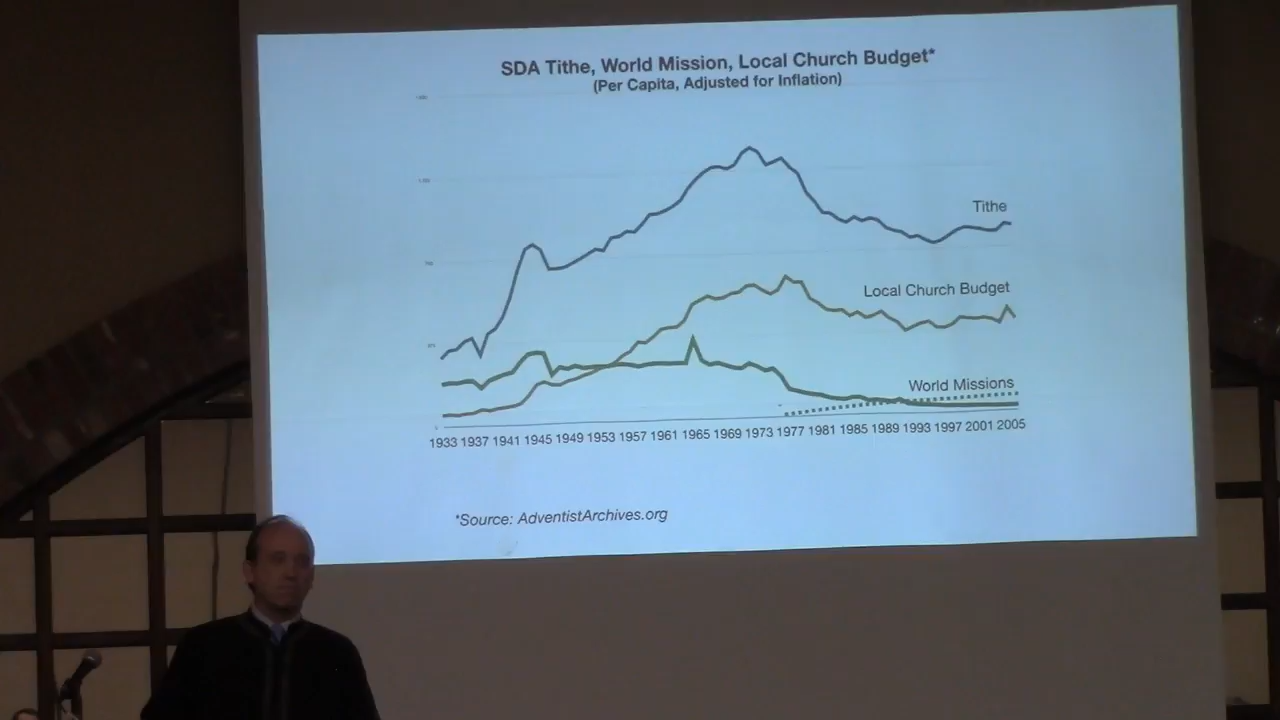 SDA Tithe, World Mission, Local Church Budget*
(Per Capita, Adjusted for Inflation)
Tithe
Local Church Budget
World Missions
1933 1937 1941 1945 1949 1953 1957 1961 1965 1969 1973 1977 1981 1985 1989 1993 1997 2001 2005
*Source: AdventistArchives.org